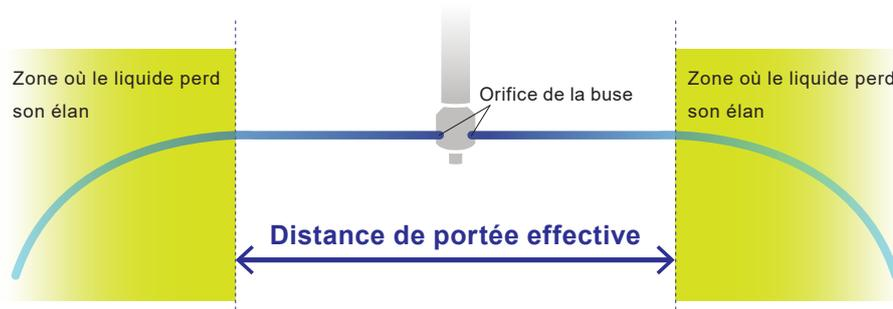 Zone où le liquide perd
son élan
Orifice de la buse
Zone où le liquide perd
son élan
Distance de portée effective